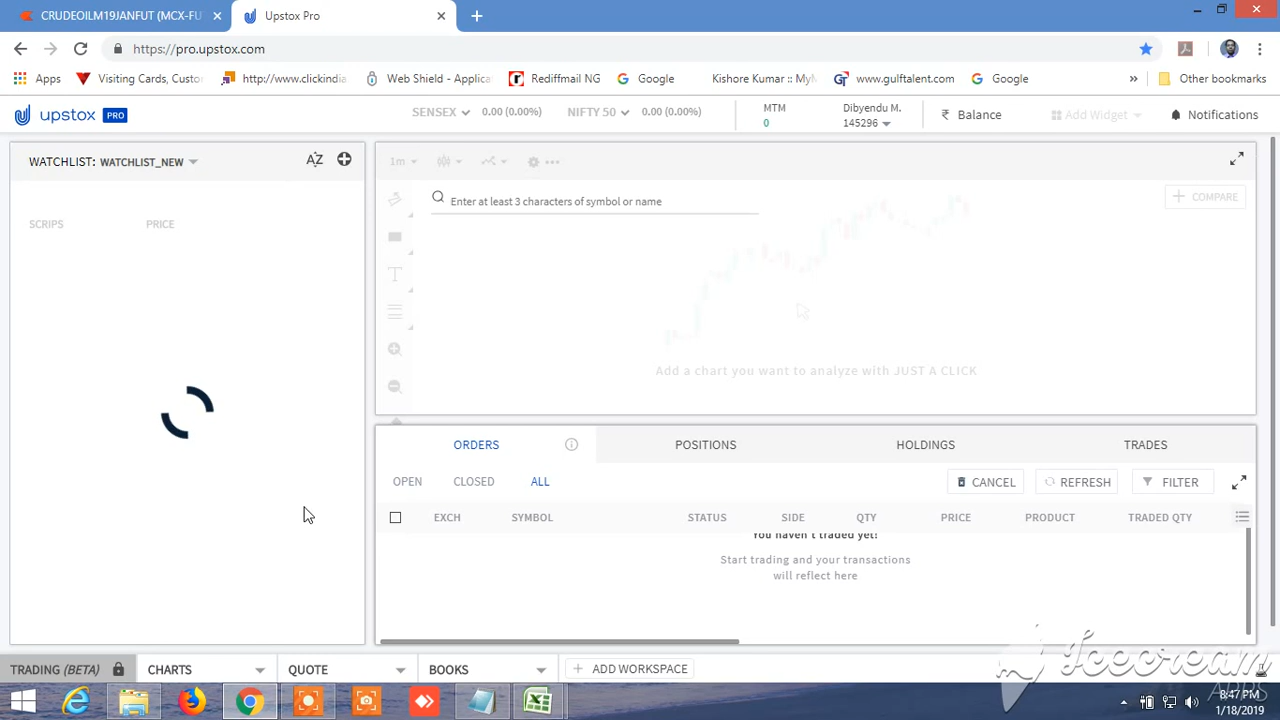 CRUDEOILM19JANFUT (MCX-FU
Upstox Pro
https://pro.upstox.com
Apps
Visiting Cards, Custo
http://www.clickindi
Web Shield - Applica
Rediffmail NG
Google
Kishore Kumar :: MyM
www.gulftalent.com
Google
Other bookmarks
upstox PRO
SENSEX 0.00 (0.00%)
NIFTY 50 0.00 (0.00%)
MTM
0
Dibyendu M.
145296
₹ Balance
Add Widget
Notifications
WATCHLIST: WATCHLIST_NEW
AZ
SCRIPS PRICE
1m
Enter at least 3 characters of symbol or name
COMPARE
T
Add a chart you want to analyze with JUST A CLICK
ORDERS POSITIONS HOLDINGS TRADES
OPEN CLOSED ALL
CANCEL REFRESH FILTER
EXCH SYMBOL STATUS SIDE QTY PRICE PRODUCT TRADED QTY
You haven't traded yet!
Start trading and your transactions
will reflect here
TRADING (BETA) CHARTS QUOTE BOOKS + ADD WORKSPACE
Icecream
APPS
8:47 PM
1/18/2019